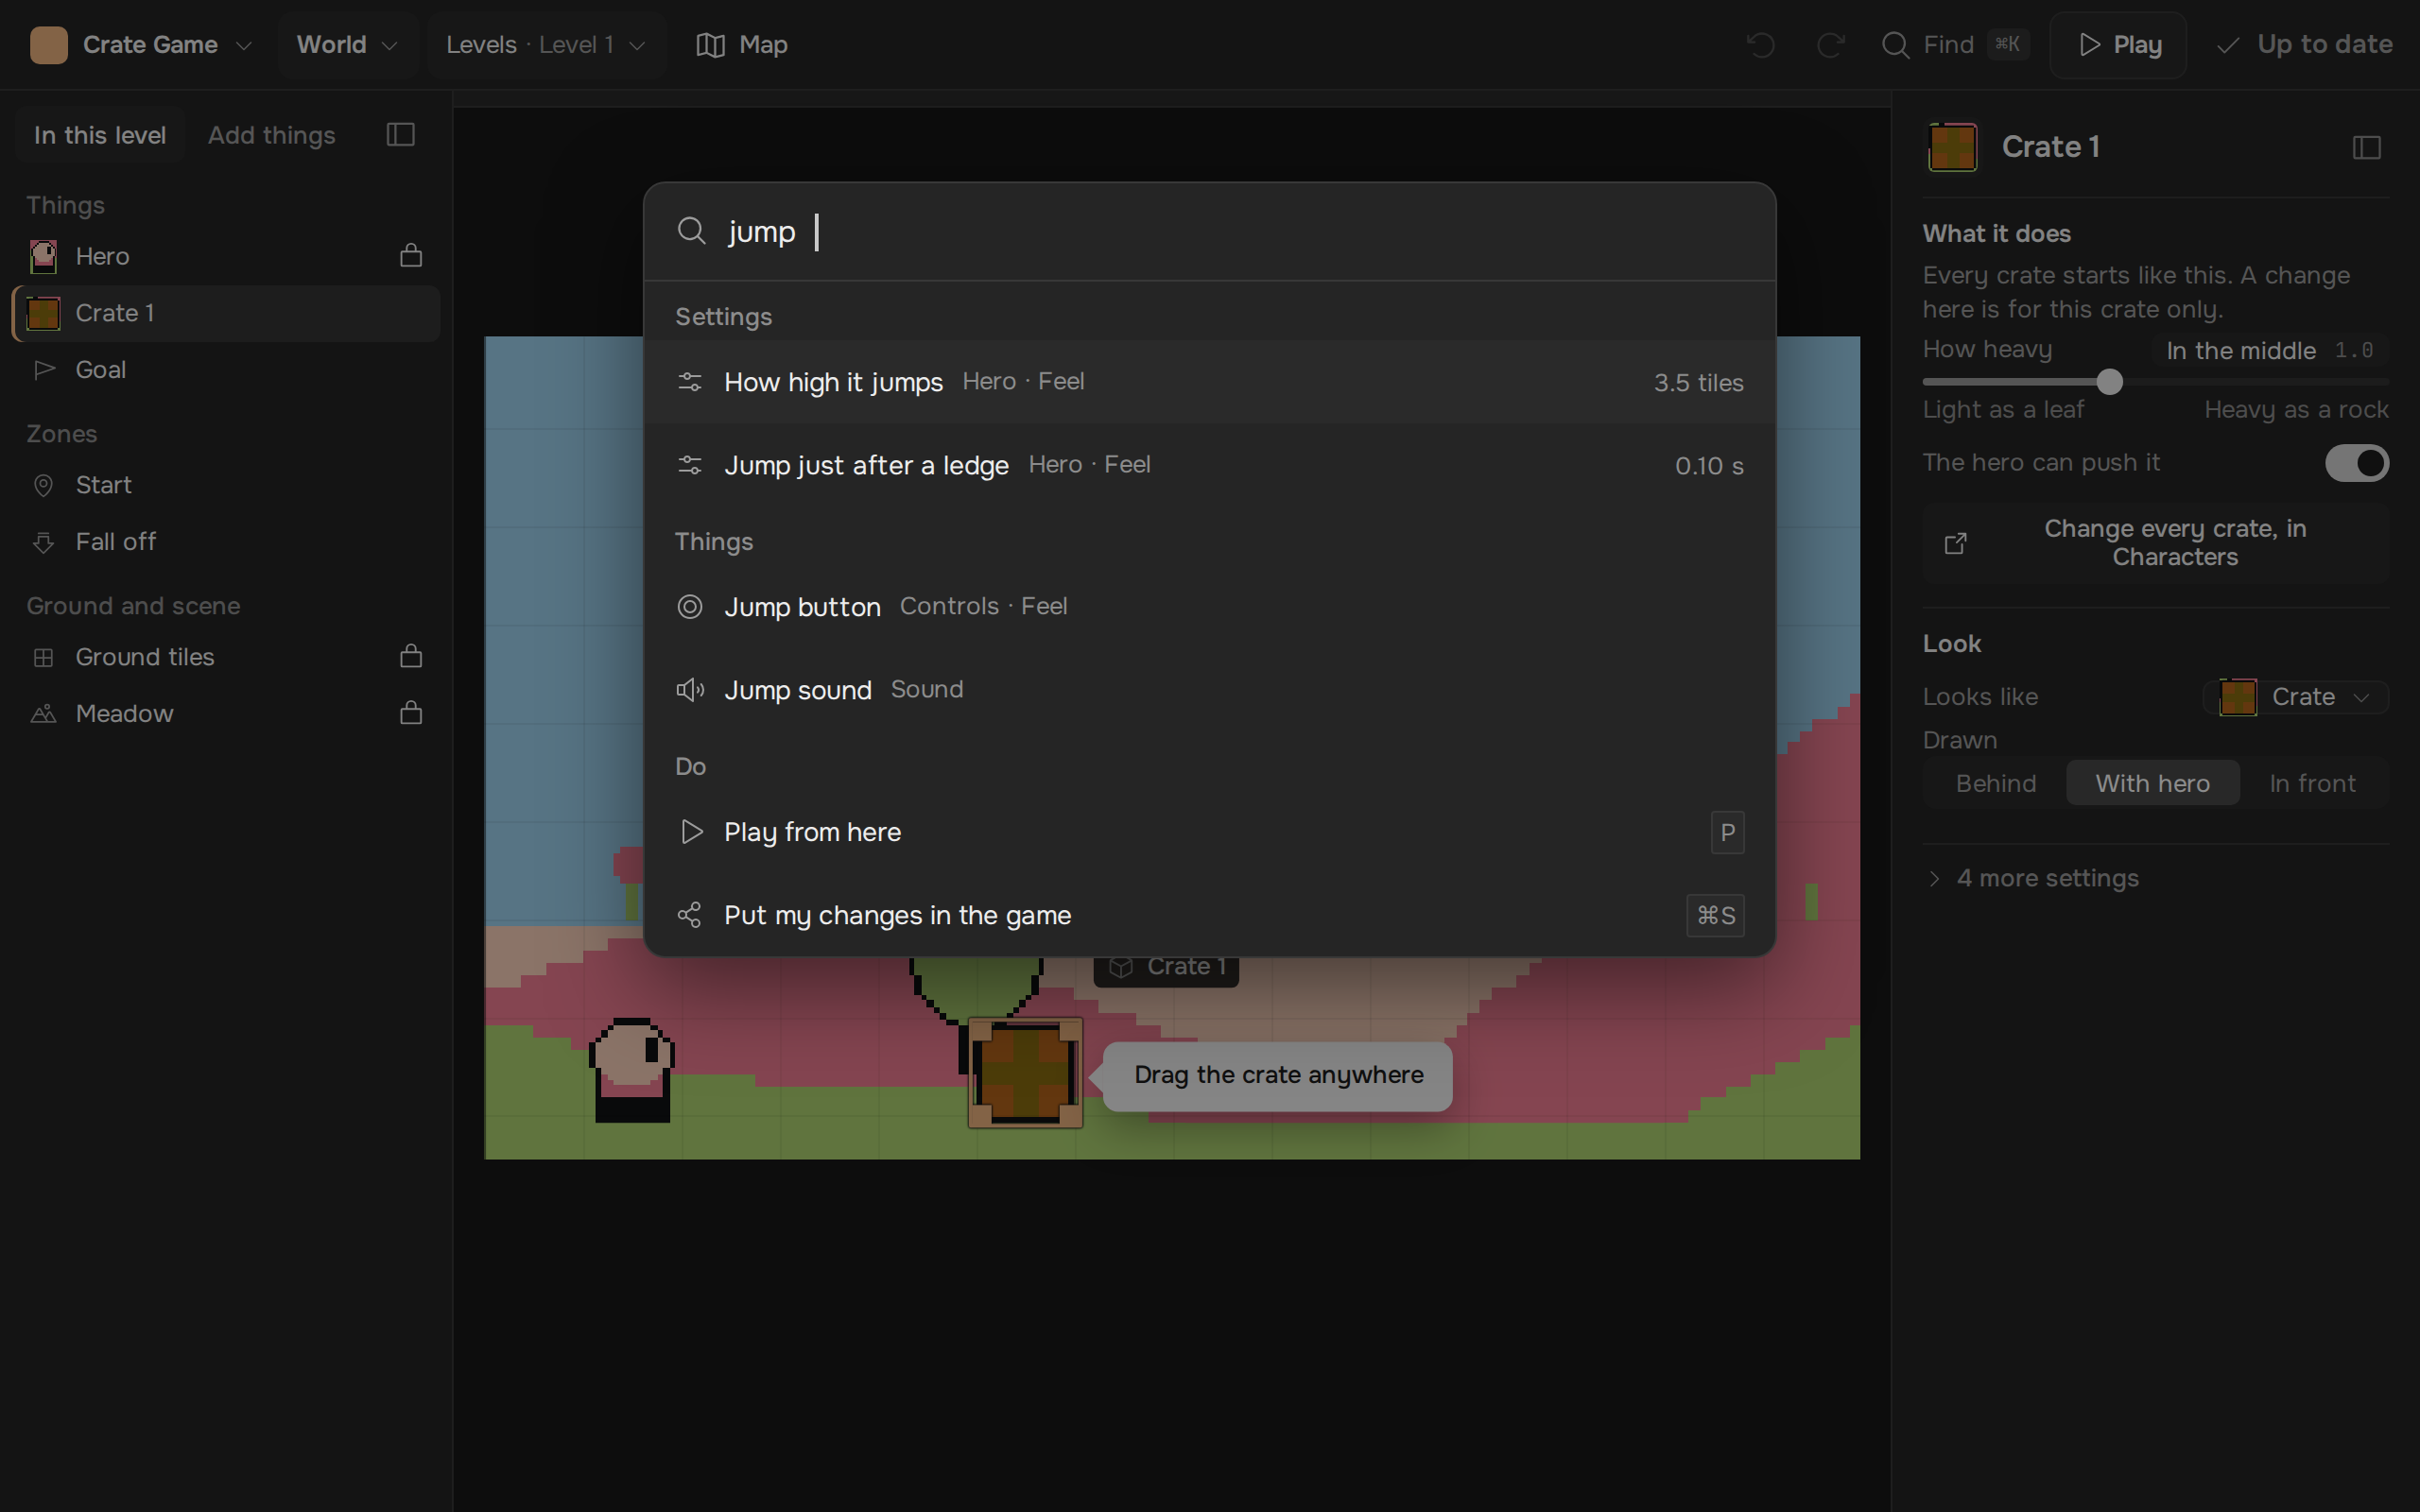 Crate Game
World
Levels · Level 1
Map
Find ⌘K
Play
Up to date
In this level
Add things
Things
Hero
Crate 1
Goal
Zones
Start
Fall off
Ground and scene
Ground tiles
Meadow
jump
Settings
How high it jumps Hero · Feel 3.5 tiles
Jump just after a ledge Hero · Feel 0.10 s
Things
Jump button Controls · Feel
Jump sound Sound
Do
Play from here P
Put my changes in the game ⌘S
Crate 1
Drag the crate anywhere
Crate 1
What it does
Every crate starts like this. A change
here is for this crate only.
How heavy In the middle 1.0
Light as a leaf Heavy as a rock
The hero can push it
Change every crate, in
Characters
Look
Looks like Crate
Drawn
Behind With hero In front
4 more settings